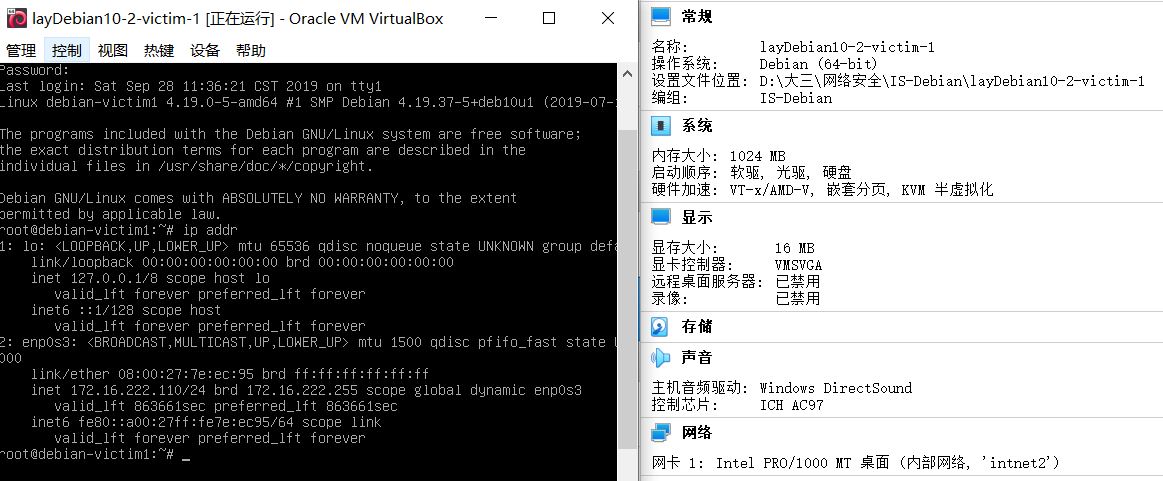 layDebian10-2-victim-1 [正在运行] - Oracle VM VirtualBox
管理 控制 视图 热键 设备 帮助
Password:
Last login: Sat Sep 28 11:36:21 CST 2019 on tty1
Linux debian-victim1 4.19.0-5-amd64 #1 SMP Debian 4.19.37-5+deb10u1 (2019-07-
The programs included with the Debian GNU/Linux system are free software;
the exact distribution terms for each program are described in the
individual files in /usr/share/doc/*/copyright.
Debian GNU/Linux comes with ABSOLUTELY NO WARRANTY, to the extent
permitted by applicable law.
root@debian-victim1:~# ip addr
1: lo: <LOOPBACK,UP,LOWER_UP> mtu 65536 qdisc noqueue state UNKNOWN group defa
link/loopback 00:00:00:00:00:00 brd 00:00:00:00:00:00
inet 127.0.0.1/8 scope host lo
valid_lft forever preferred_lft forever
inet6 ::1/128 scope host
valid_lft forever preferred_lft forever
2: enp0s3: <BROADCAST,MULTICAST,UP,LOWER_UP> mtu 1500 qdisc pfifo_fast state U
000
link/ether 08:00:27:7e:ec:95 brd ff:ff:ff:ff:ff:ff
inet 172.16.222.110/24 brd 172.16.222.255 scope global dynamic enp0s3
valid_lft 863661sec preferred_lft 863661sec
inet6 fe80::a00:27ff:fe7e:ec95/64 scope link
valid_lft forever preferred_lft forever
root@debian-victim1:~# _
常规
名称: layDebian10-2-victim-1
操作系统: Debian (64-bit)
设置文件位置: D:\大三\网络安全\IS-Debian\layDebian10-2-victim-1
编组: IS-Debian
系统
内存大小: 1024 MB
启动顺序: 软驱, 光驱, 硬盘
硬件加速: VT-x/AMD-V, 嵌套分页, KVM 半虚拟化
显示
显存大小: 16 MB
显卡控制器: VMSVGA
远程桌面服务器: 已禁用
录像: 已禁用
存储
声音
主机音频驱动: Windows DirectSound
控制芯片: ICH AC97
网络
网卡 1: Intel PRO/1000 MT 桌面 (内部网络, 'intnet2')